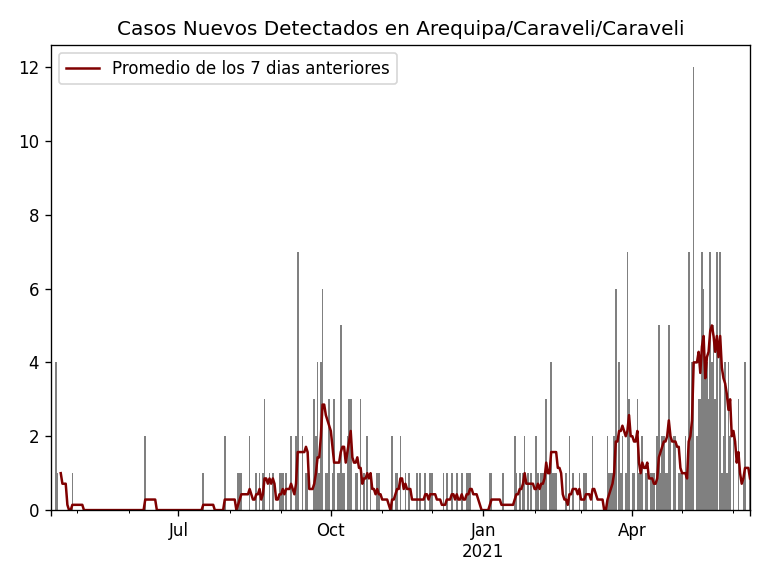 Casos Nuevos Detectados en Arequipa/Caraveli/Caraveli
Promedio de los 7 dias anteriores
12
10
8
6
4
2
0
Jul
Oct
Jan
2021
Apr